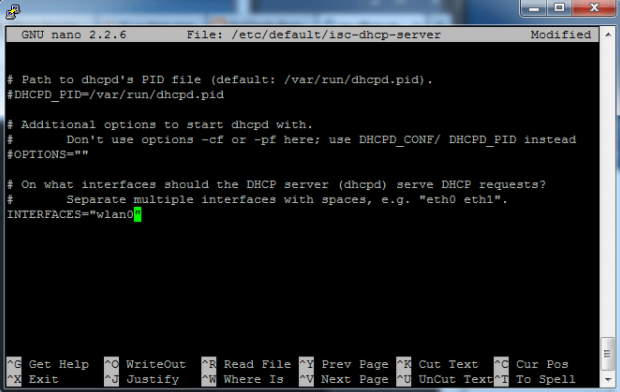 GNU nano 2.2.6 File: /etc/default/isc-dhcp-server Modified
# Path to dhcpd's PID file (default: /var/run/dhcpd.pid).
#DHCPD_PID=/var/run/dhcpd.pid
# Additional options to start dhcpd with.
# Don't use options -cf or -pf here; use DHCPD_CONF/ DHCPD_PID instead
#OPTIONS=""
# On what interfaces should the DHCP server (dhcpd) serve DHCP requests?
# Separate multiple interfaces with spaces, e.g. "eth0 eth1".
INTERFACES="wlan0"
^G Get Help ^O WriteOut ^R Read File ^Y Prev Page ^K Cut Text ^C Cur Pos
^X Exit ^J Justify ^W Where Is ^V Next Page ^U UnCut Text^T To Spell